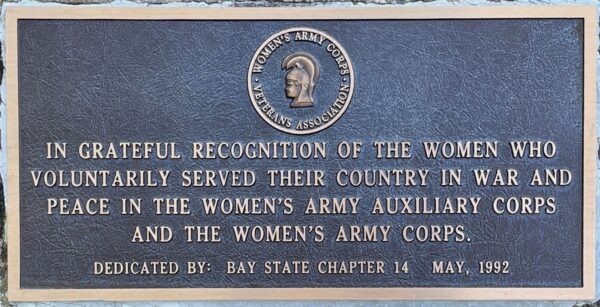 · WOMEN'S ARMY CORPS ·
VETERANS ASSOCIATION
IN GRATEFUL RECOGNITION OF THE WOMEN WHO
VOLUNTARILY SERVED THEIR COUNTRY IN WAR AND
PEACE IN THE WOMEN'S ARMY AUXILIARY CORPS
AND THE WOMEN'S ARMY CORPS.
DEDICATED BY: BAY STATE CHAPTER 14 MAY, 1992